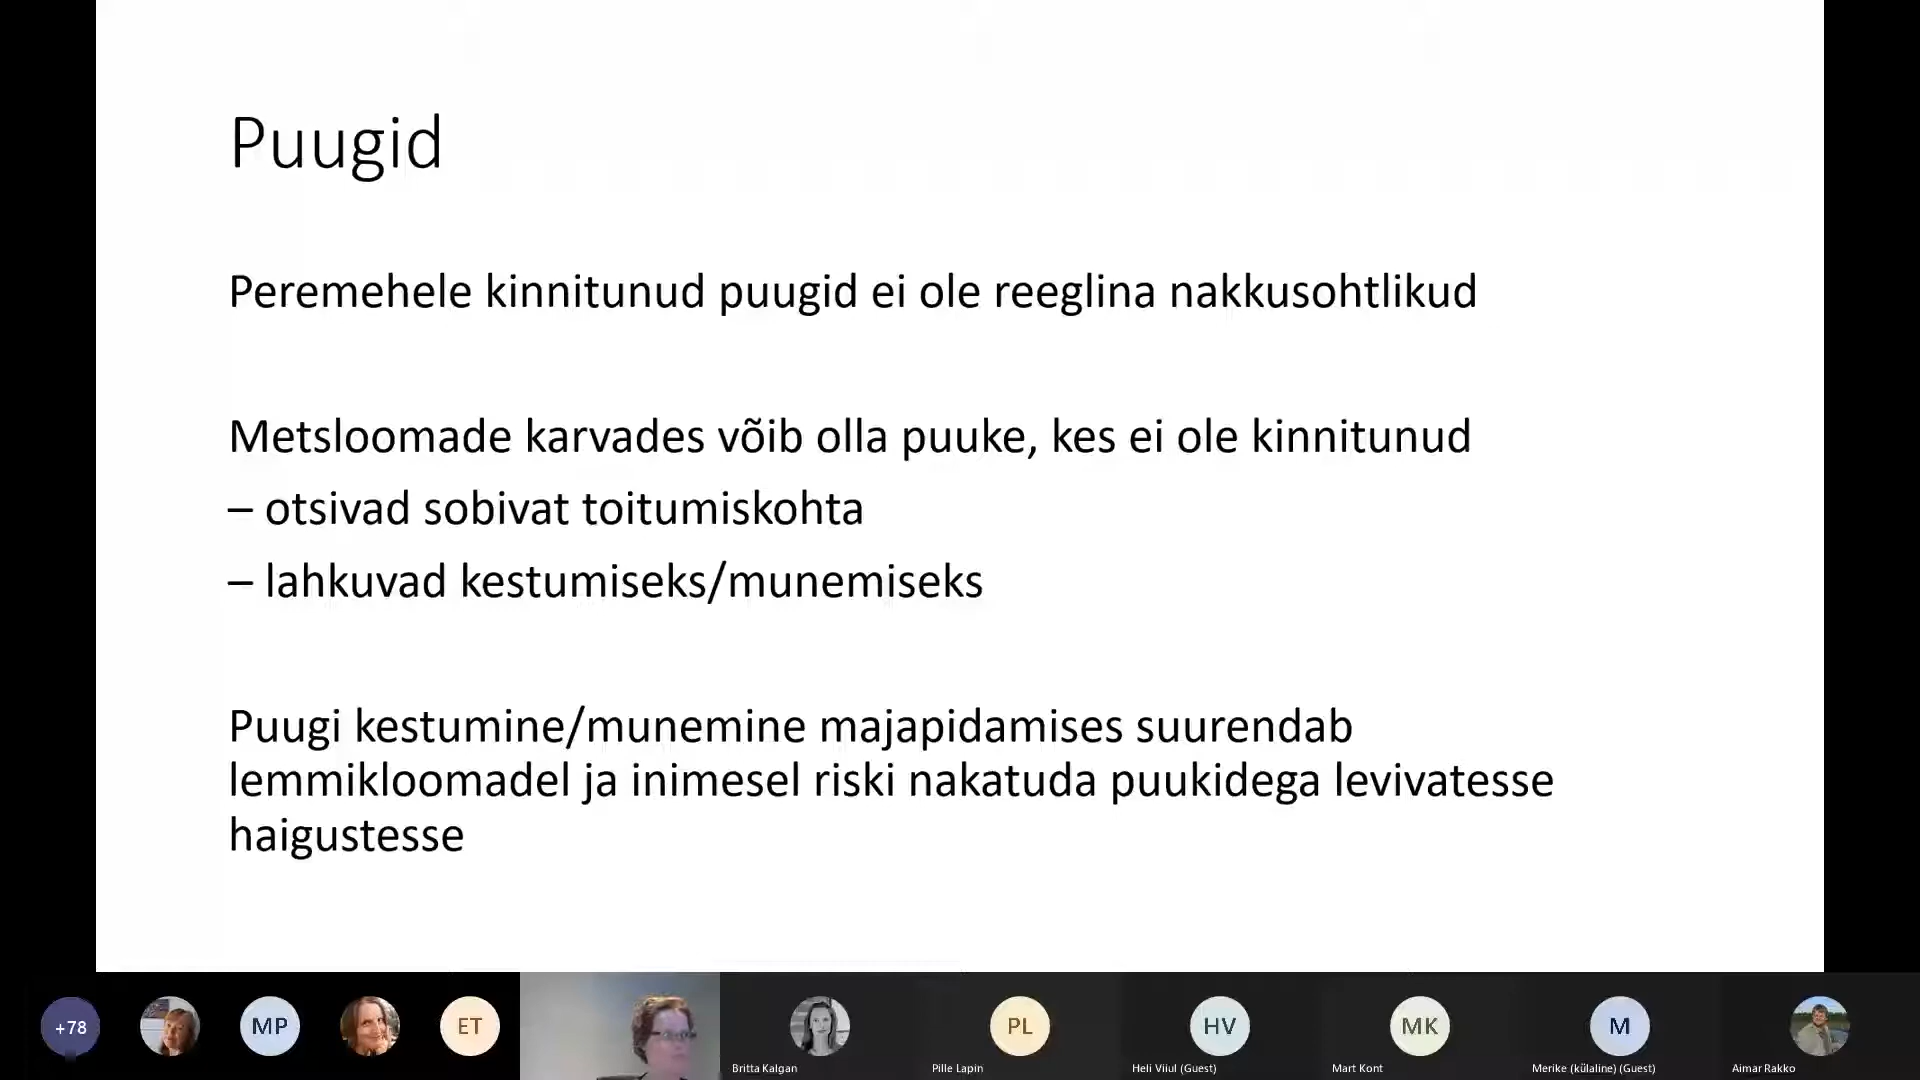 Puugid
Peremehele kinnitunud puugid ei ole reeglina nakkusohtlikud
Metsloomade karvades võib olla puuke, kes ei ole kinnitunud
– otsivad sobivat toitumiskohta
– lahkuvad kestumiseks/munemiseks
Puugi kestumine/munemine majapidamises suurendab
lemmikloomadel ja inimesel riski nakatuda puukidega levivatesse
haigustesse
+78
MP
ET
PL
HV
MK
M
Britta Kalgan
Pille Lapin
Heli Viiul (Guest)
Mart Kont
Merike (külaline) (Guest)
Aimar Rakko